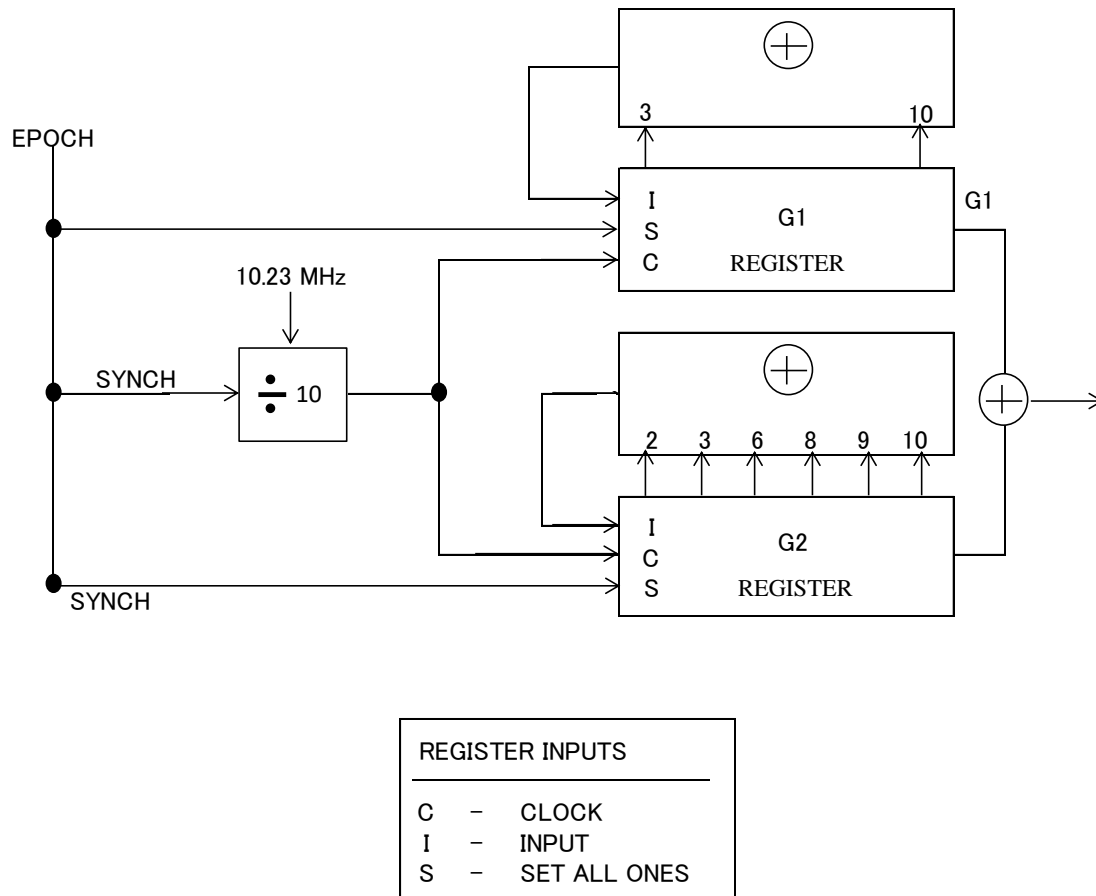 3 10
EPOCH
I
S
C
G1
REGISTER
G1
10.23 MHz
SYNCH
÷ 10
2 3 6 8 9 10
I
C
S
G2
REGISTER
SYNCH
REGISTER INPUTS
C - CLOCK
I - INPUT
S - SET ALL ONES